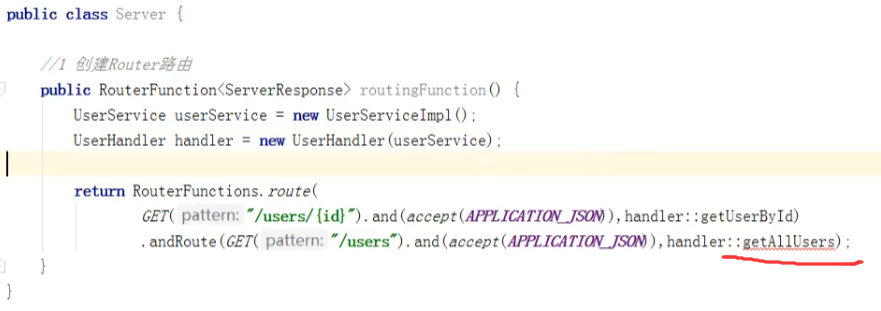 public class Server {
//1 创建Router路由
public RouterFunction<ServerResponse> routingFunction() {
UserService userService = new UserServiceImpl();
UserHandler handler = new UserHandler(userService);
return RouterFunctions.route(
GET( pattern: "/users/{id}").and(accept(APPLICATION_JSON)),handler::getUserById)
.andRoute(GET( pattern: "/users").and(accept(APPLICATION_JSON)),handler::getAllUsers);
}
}